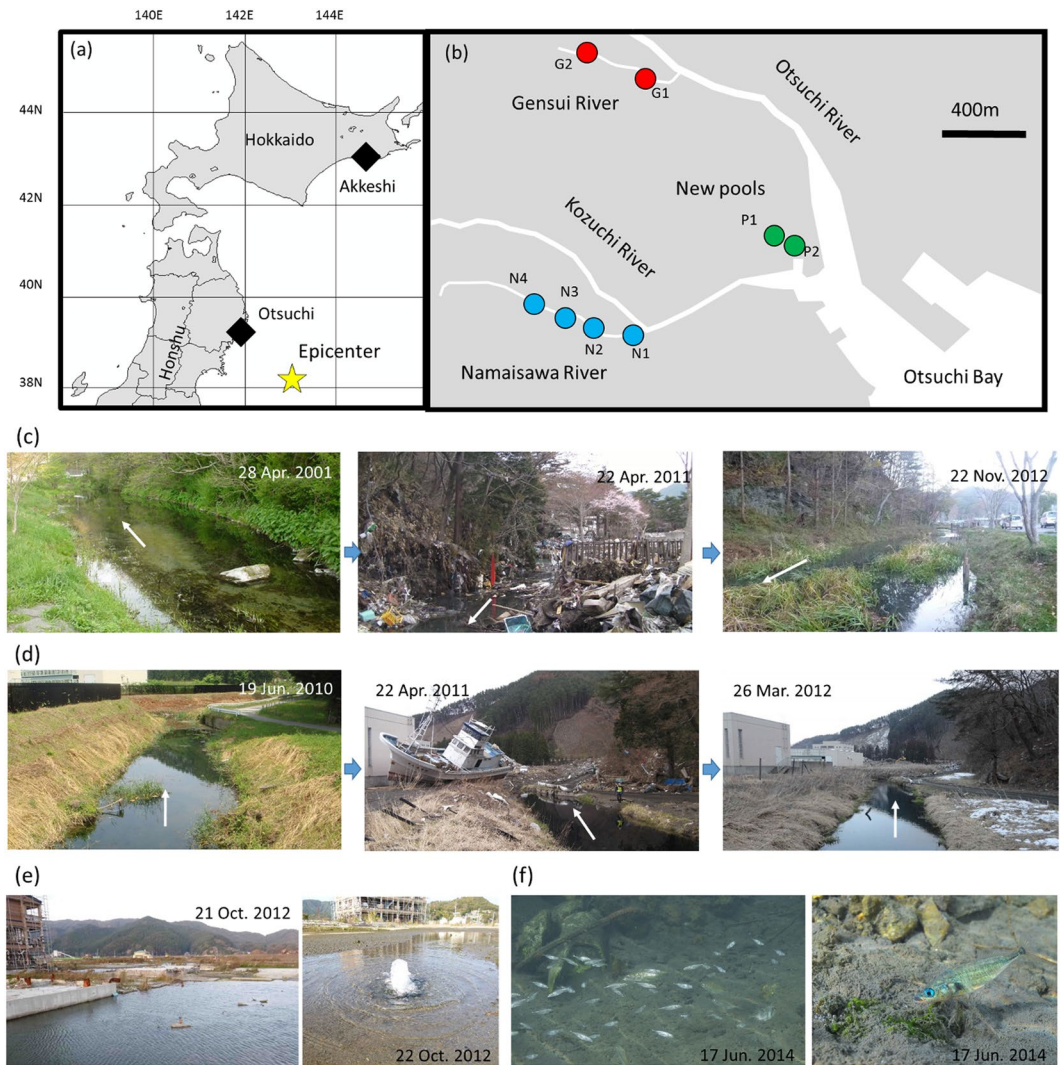 140E 142E 144E
(a)
44N
Hokkaido
Akkeshi
42N
40N
Otsuchi
Honshu
Epicenter
38N
(b)
G2
G1
Gensui River
Otsuchi River
400m
New pools
P1
P2
Kozuchi River
N4
N3
N2
N1
Namaisawa River
Otsuchi Bay
(c)
28 Apr. 2001
22 Apr. 2011
22 Nov. 2012
(d)
19 Jun. 2010
22 Apr. 2011
26 Mar. 2012
(e)
21 Oct. 2012
22 Oct. 2012
(f)
17 Jun. 2014
17 Jun. 2014